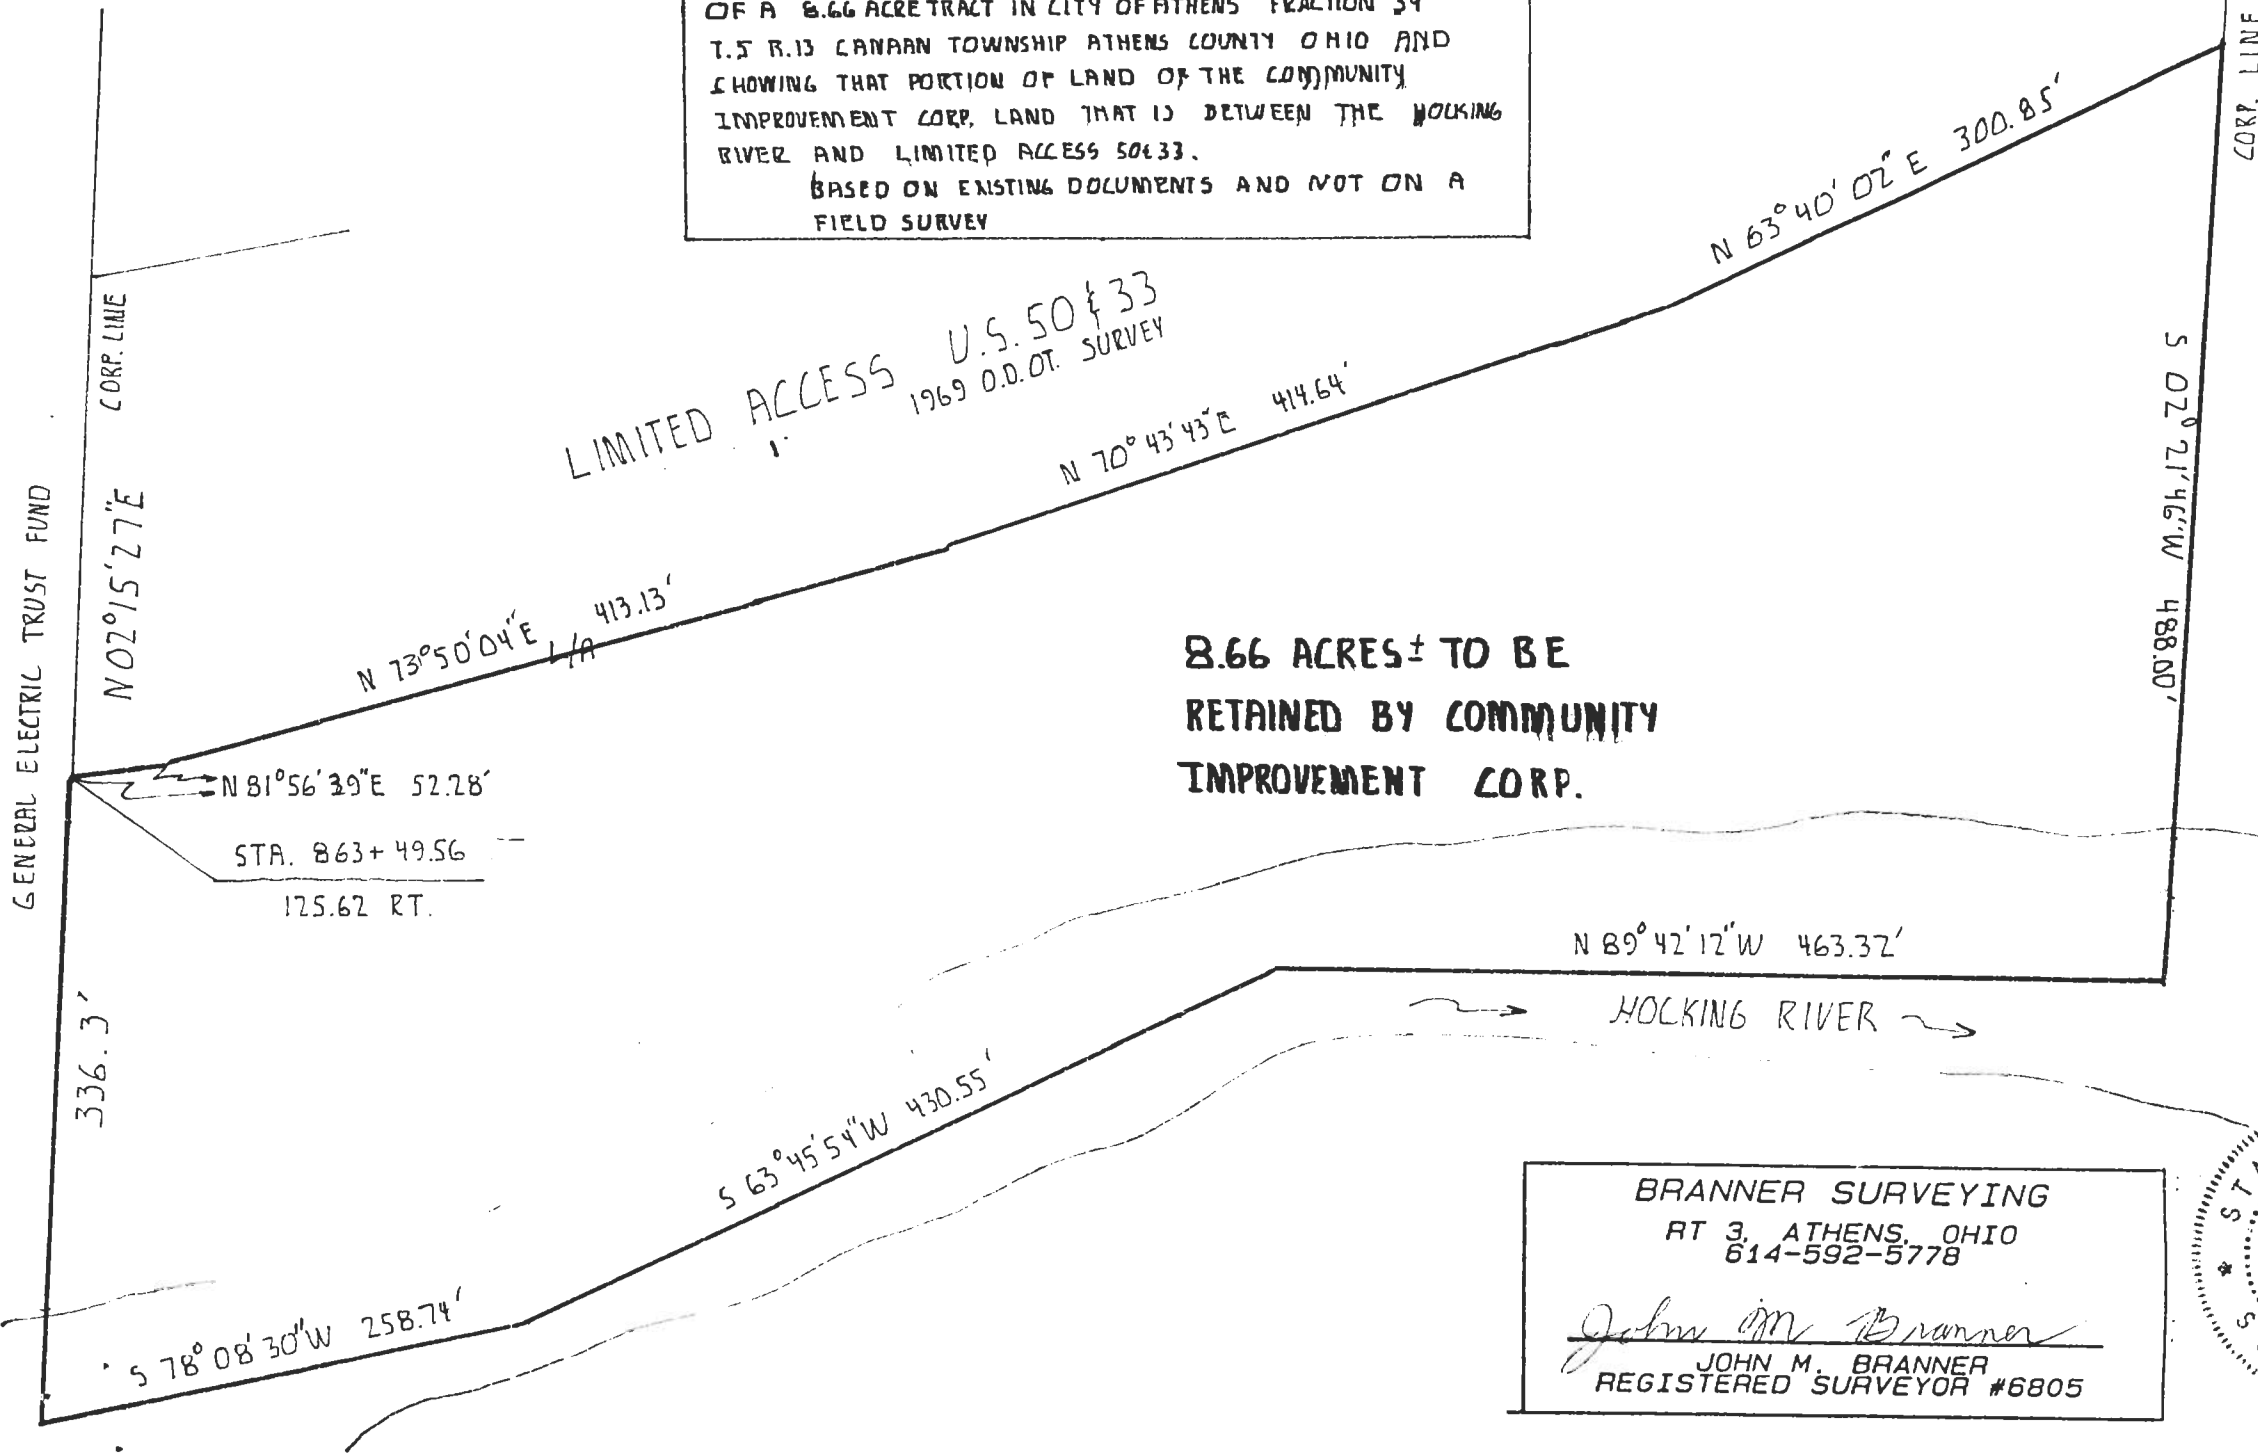 OF A 8.66 ACRE TRACT IN CITY OF ATHENS FRACTION 34
T.5 R.13 CANAAN TOWNSHIP ATHENS COUNTY OHIO AND
SHOWING THAT PORTION OF LAND OF THE COMMUNITY
IMPROVEMENT CORP. LAND THAT IS BETWEEN THE HOCKING
RIVER AND LIMITED ACCESS 50&33.
BASED ON EXISTING DOCUMENTS AND NOT ON A
FIELD SURVEY
CORP. LINE
CORP. LINE
N 63° 40' 02" E 300.85'
LIMITED ACCESS U.S. 50 & 33
1969 O.D.OT. SURVEY
N 70° 43' 43" E 414.64'
S 02° 21' 46" W 488.00'
GENERAL ELECTRIC TRUST FUND
N 02° 15' 27" E
N 73° 50' 04" E 413.13'
L/A
8.66 ACRES± TO BE
RETAINED BY COMMUNITY
IMPROVEMENT CORP.
N 81° 56' 39" E 52.28'
STA. 863+49.56
125.62 RT.
N 89° 42' 12" W 463.32'
HOCKING RIVER
336.3'
S 63° 45' 54" W 430.55'
S 78° 08' 30" W 258.74'
BRANNER SURVEYING
RT 3, ATHENS, OHIO
614-592-5778
John M Branner
JOHN M. BRANNER
REGISTERED SURVEYOR #6805